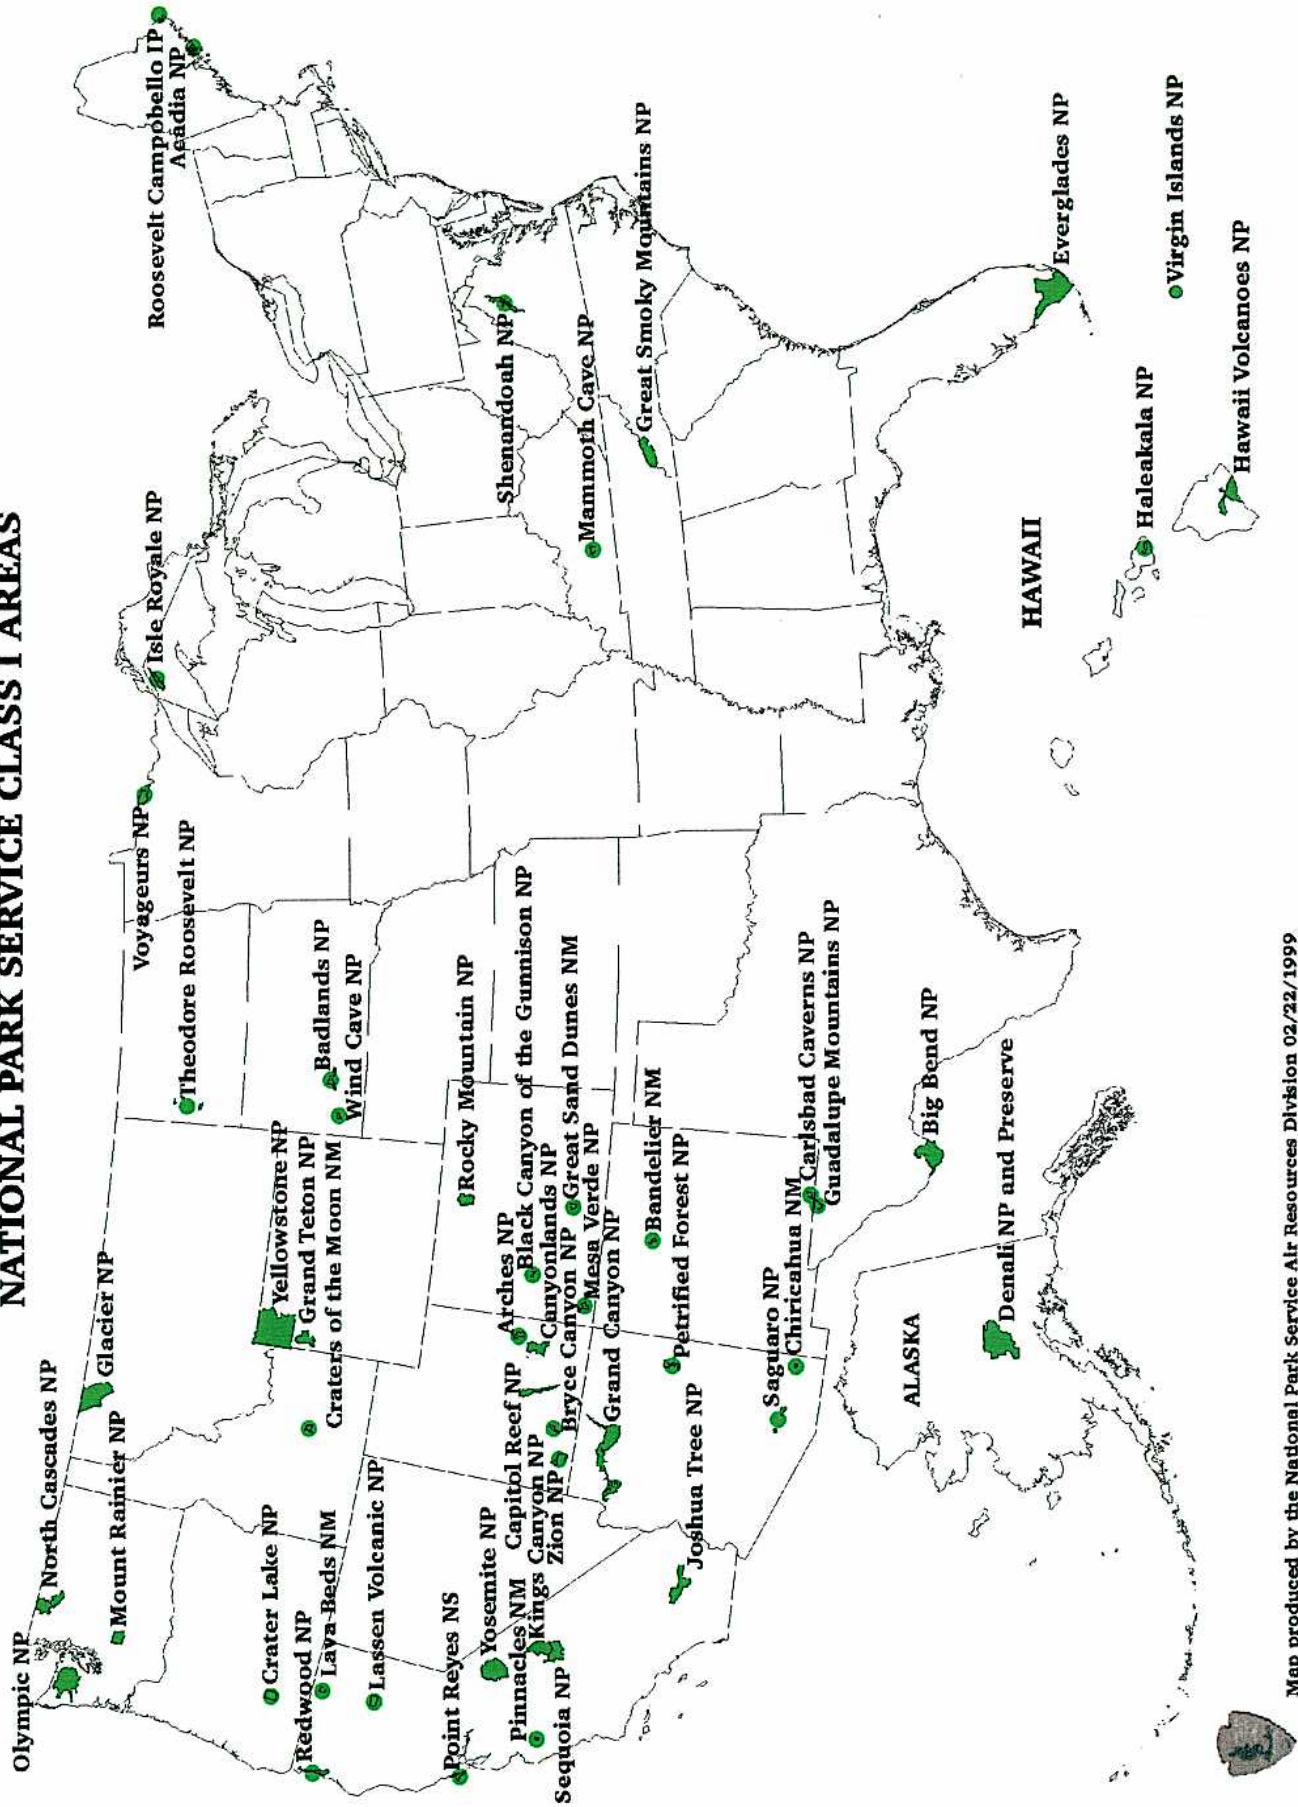 NATIONAL PARK SERVICE CLASS I AREAS
Olympic NP
North Cascades NP
Mount Rainier NP
Glacier NP
Voyageurs NP
Isle Royale NP
Roosevelt Campobello IP
Acadia NP
Theodore Roosevelt NP
Crater Lake NP
Redwood NP
Lava Beds NM
Lassen Volcanic NP
Yellowstone NP
Grand Teton NP
Craters of the Moon NM
Badlands NP
Wind Cave NP
Rocky Mountain NP
Point Reyes NS
Yosemite NP
Pinnacles NM
Kings Canyon NP
Sequoia NP
Capitol Reef NP
Zion NP
Arches NP
Black Canyon of the Gunnison NP
Canyonlands NP
Bryce Canyon NP
Great Sand Dunes NM
Mesa Verde NP
Grand Canyon NP
Shenandoah NP
Mammoth Cave NP
Great Smoky Mountains NP
Bandelier NM
Petrified Forest NP
Joshua Tree NP
Saguaro NP
Chiricahua NM
Carlsbad Caverns NP
Guadalupe Mountains NP
Big Bend NP
ALASKA
Denali NP and Preserve
HAWAII
Haleakala NP
Hawaii Volcanoes NP
Everglades NP
Virgin Islands NP
Map produced by the National Park Service Air Resources Division 02/22/1999